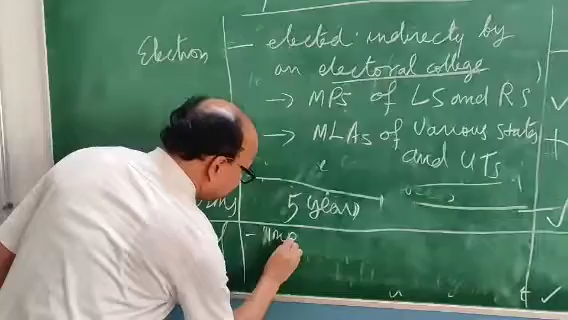 Election – elected indirectly by
an electoral college
→ MPs of LS and RS
→ MLAs of various states
and UTs
5 years